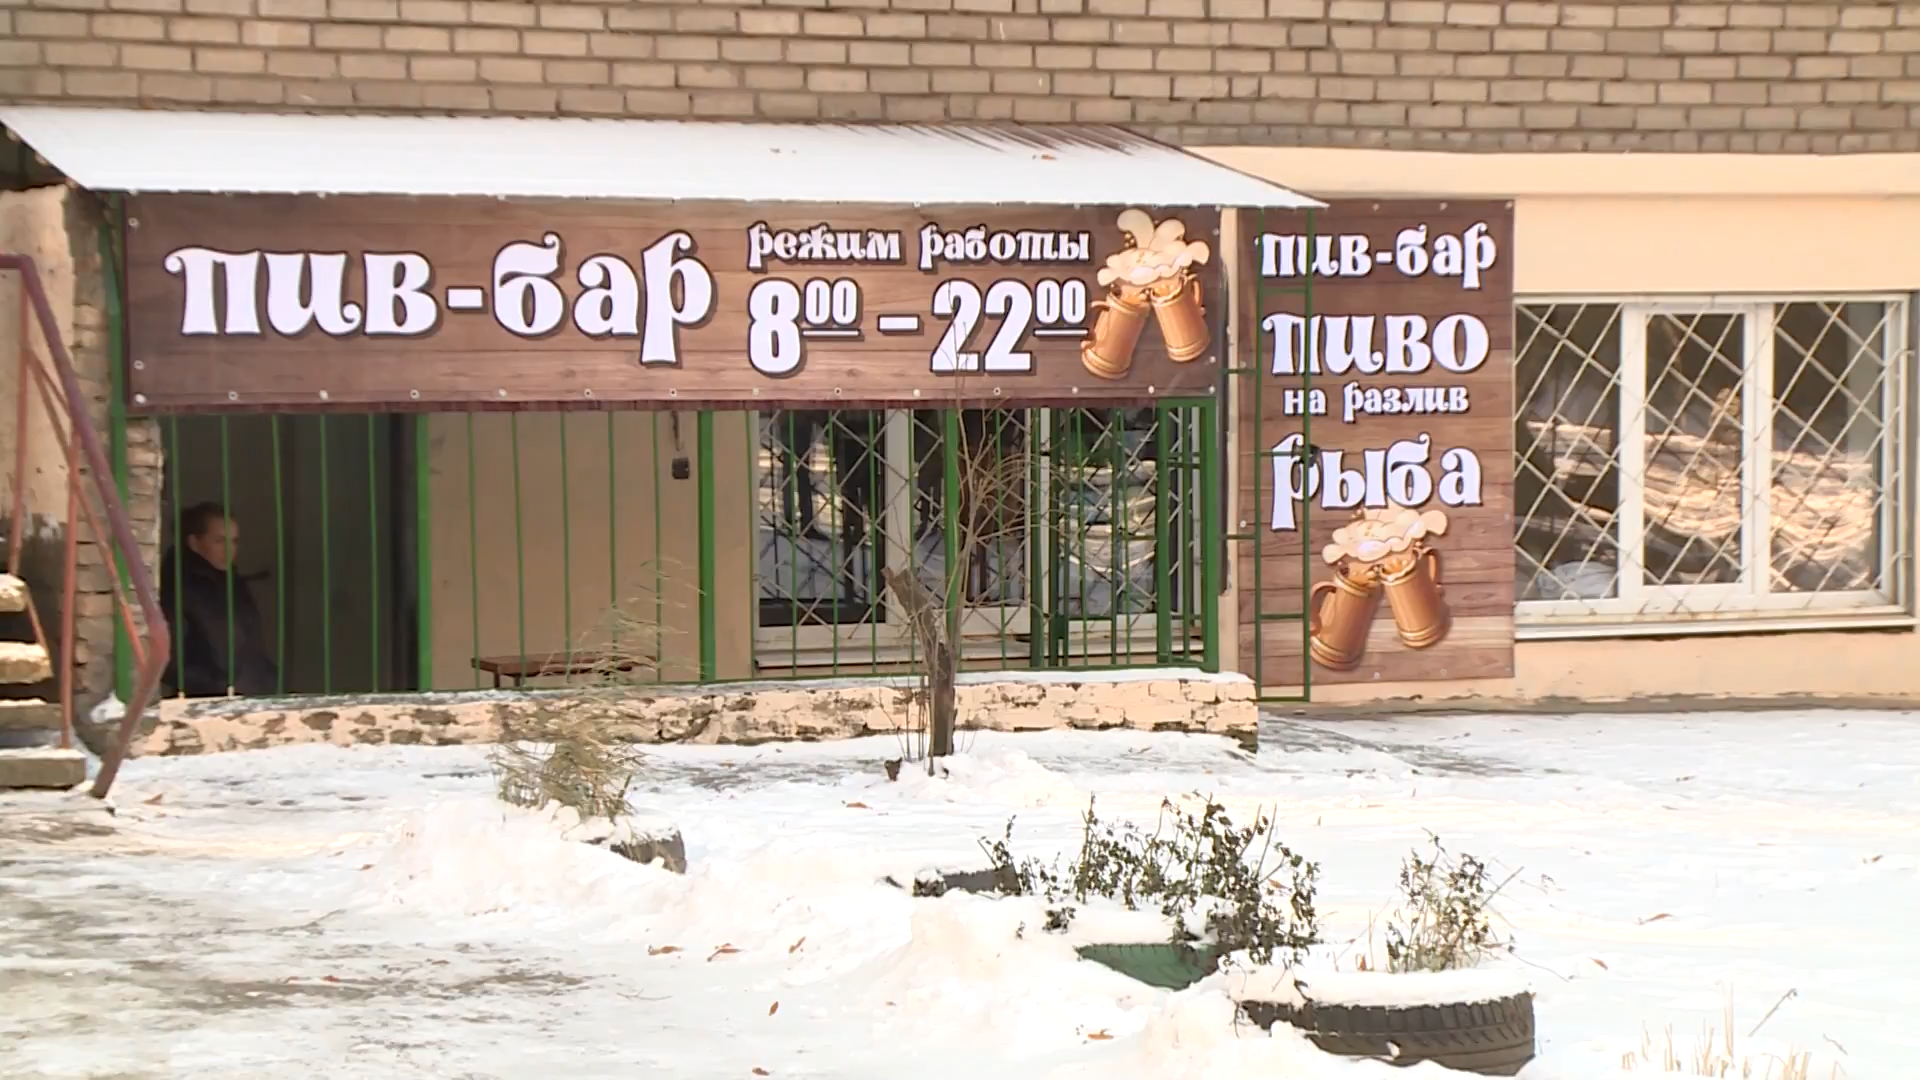 пив-бар
режим работы
8⁰⁰ - 22⁰⁰
пив-бар
пиво
на разлив
рыба